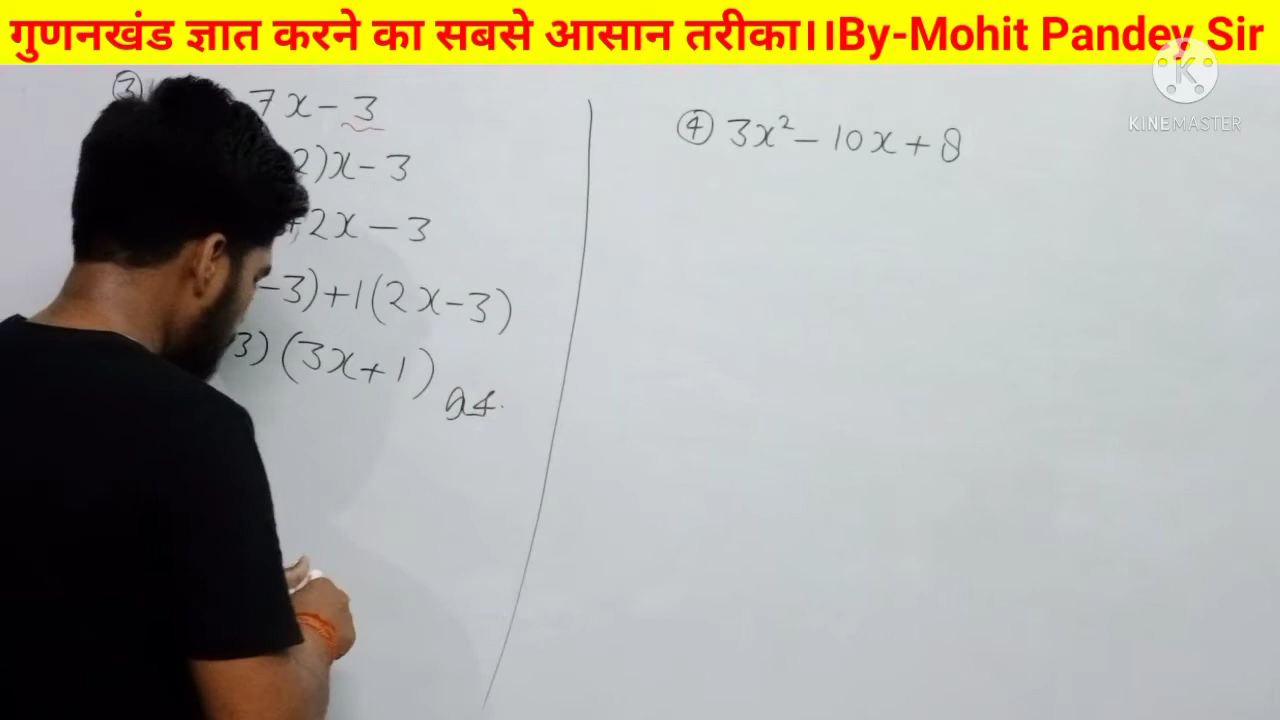 गुणनखंड ज्ञात करने का सबसे आसान तरीका।।By-Mohit Pandey Sir
K
KINEMASTER
③ 7x - 3
2)x - 3
+2x - 3
-3)+1(2x-3)
3)(3x+1)
④ 3x² - 10x + 8